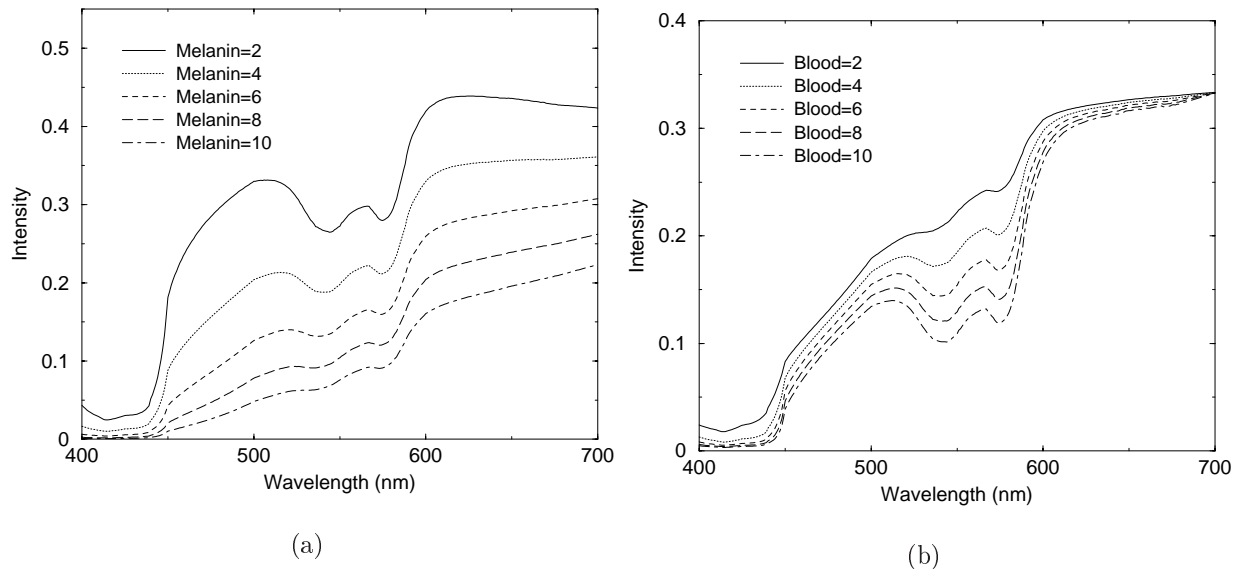 0.5
0.4
0.3
0.2
0.1
0
Intensity
Melanin=2
Melanin=4
Melanin=6
Melanin=8
Melanin=10
400
500
600
700
Wavelength (nm)
(a)
0.4
0.3
0.2
0.1
0
Intensity
Blood=2
Blood=4
Blood=6
Blood=8
Blood=10
400
500
600
700
Wavelength (nm)
(b)